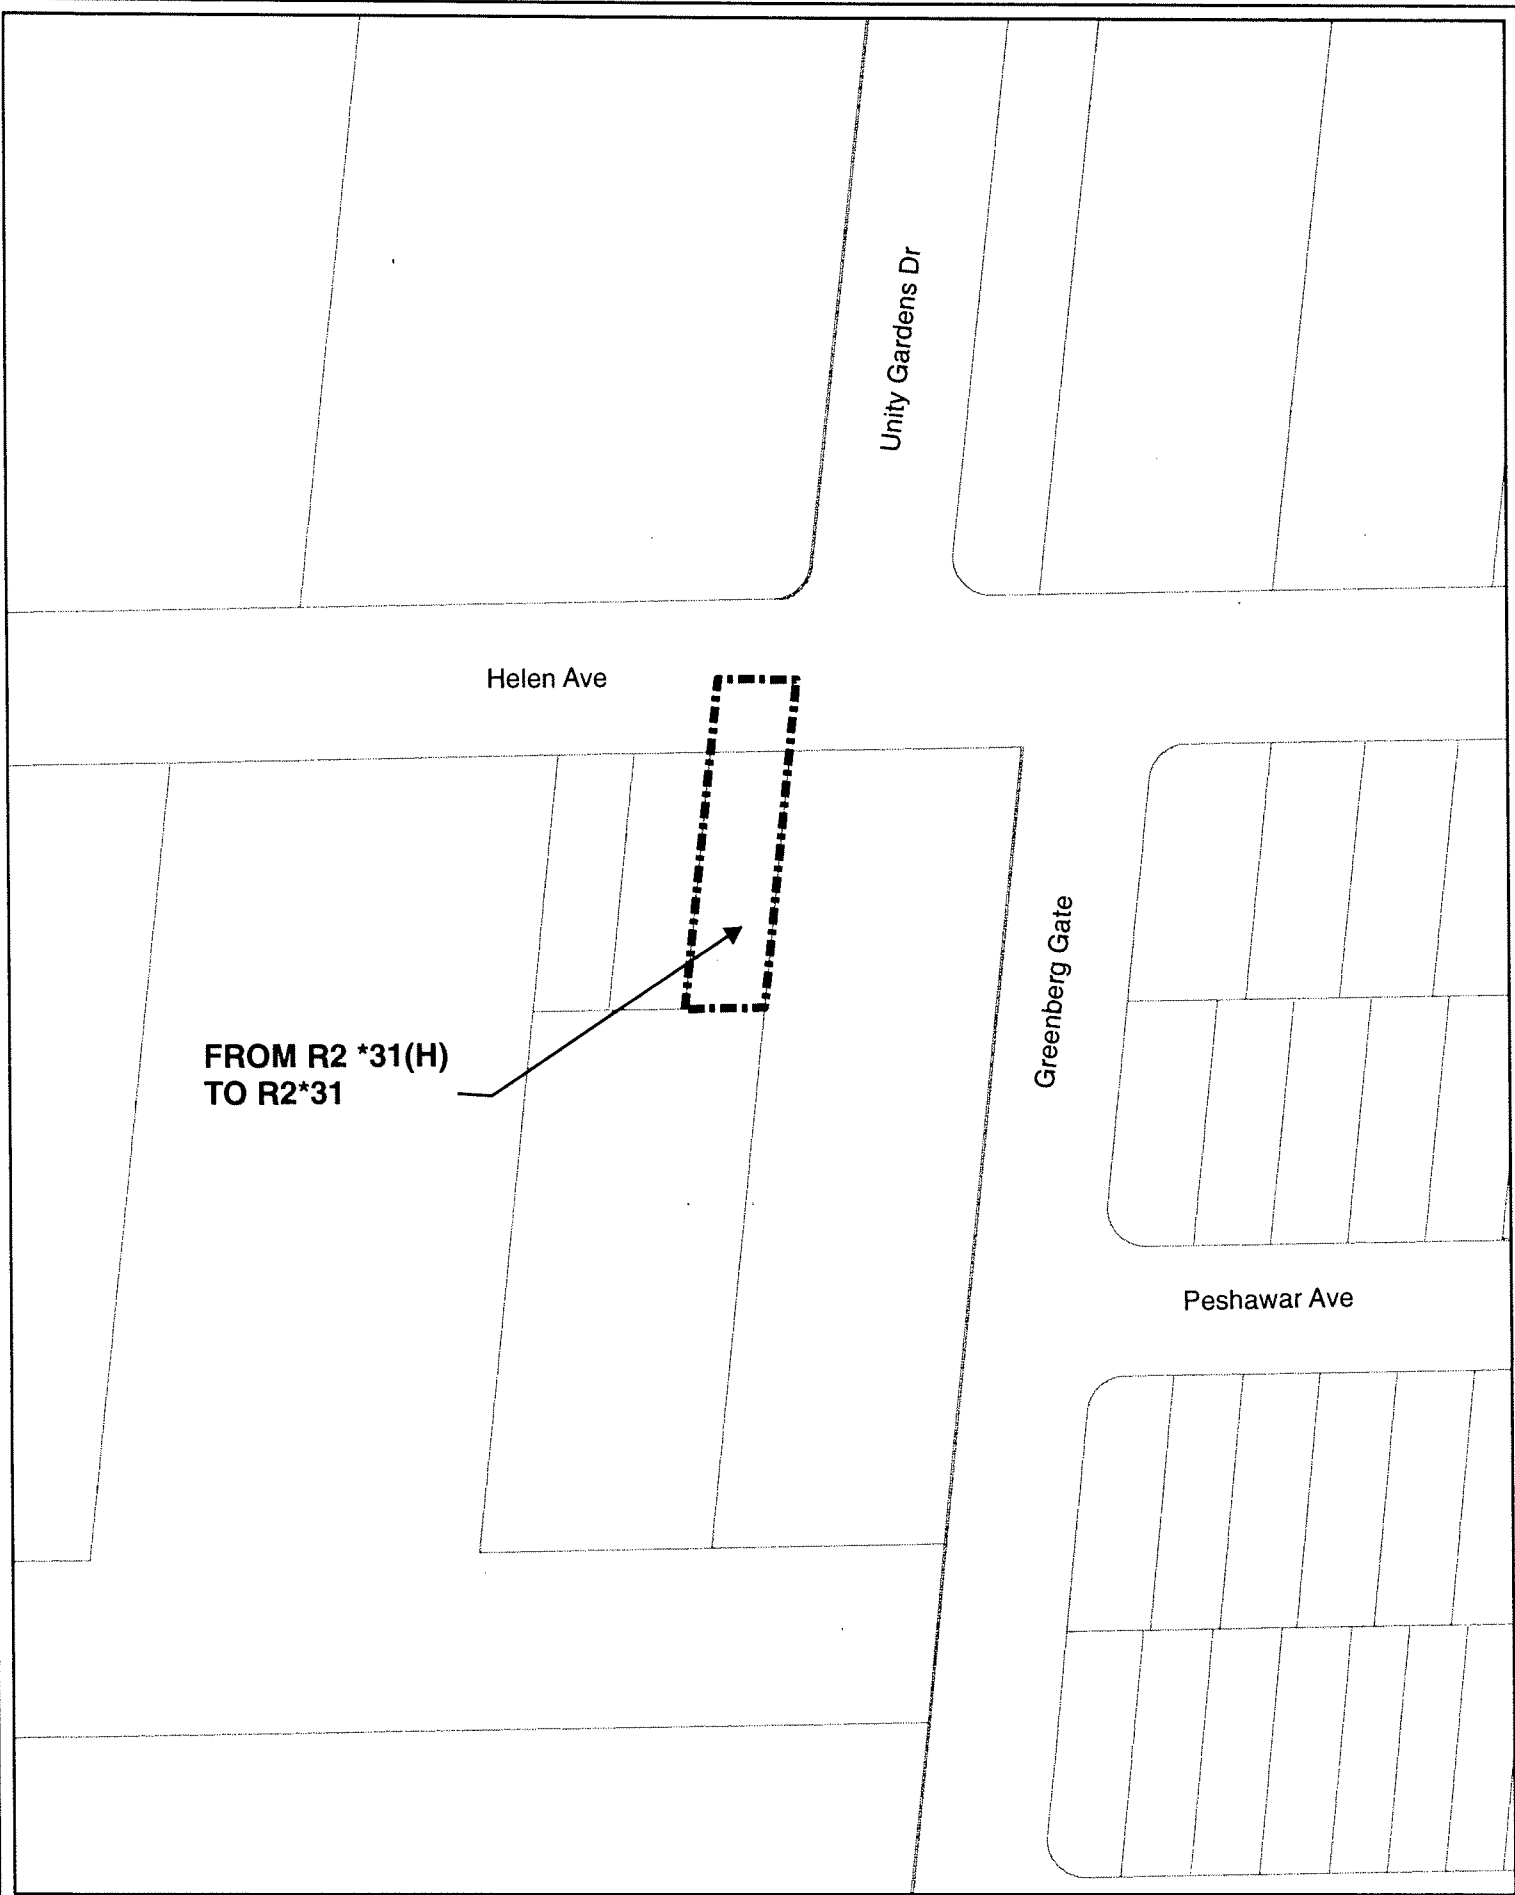 Unity Gardens Dr
Helen Ave
Greenberg Gate
FROM R2 *31(H)
TO R2*31
Peshawar Ave